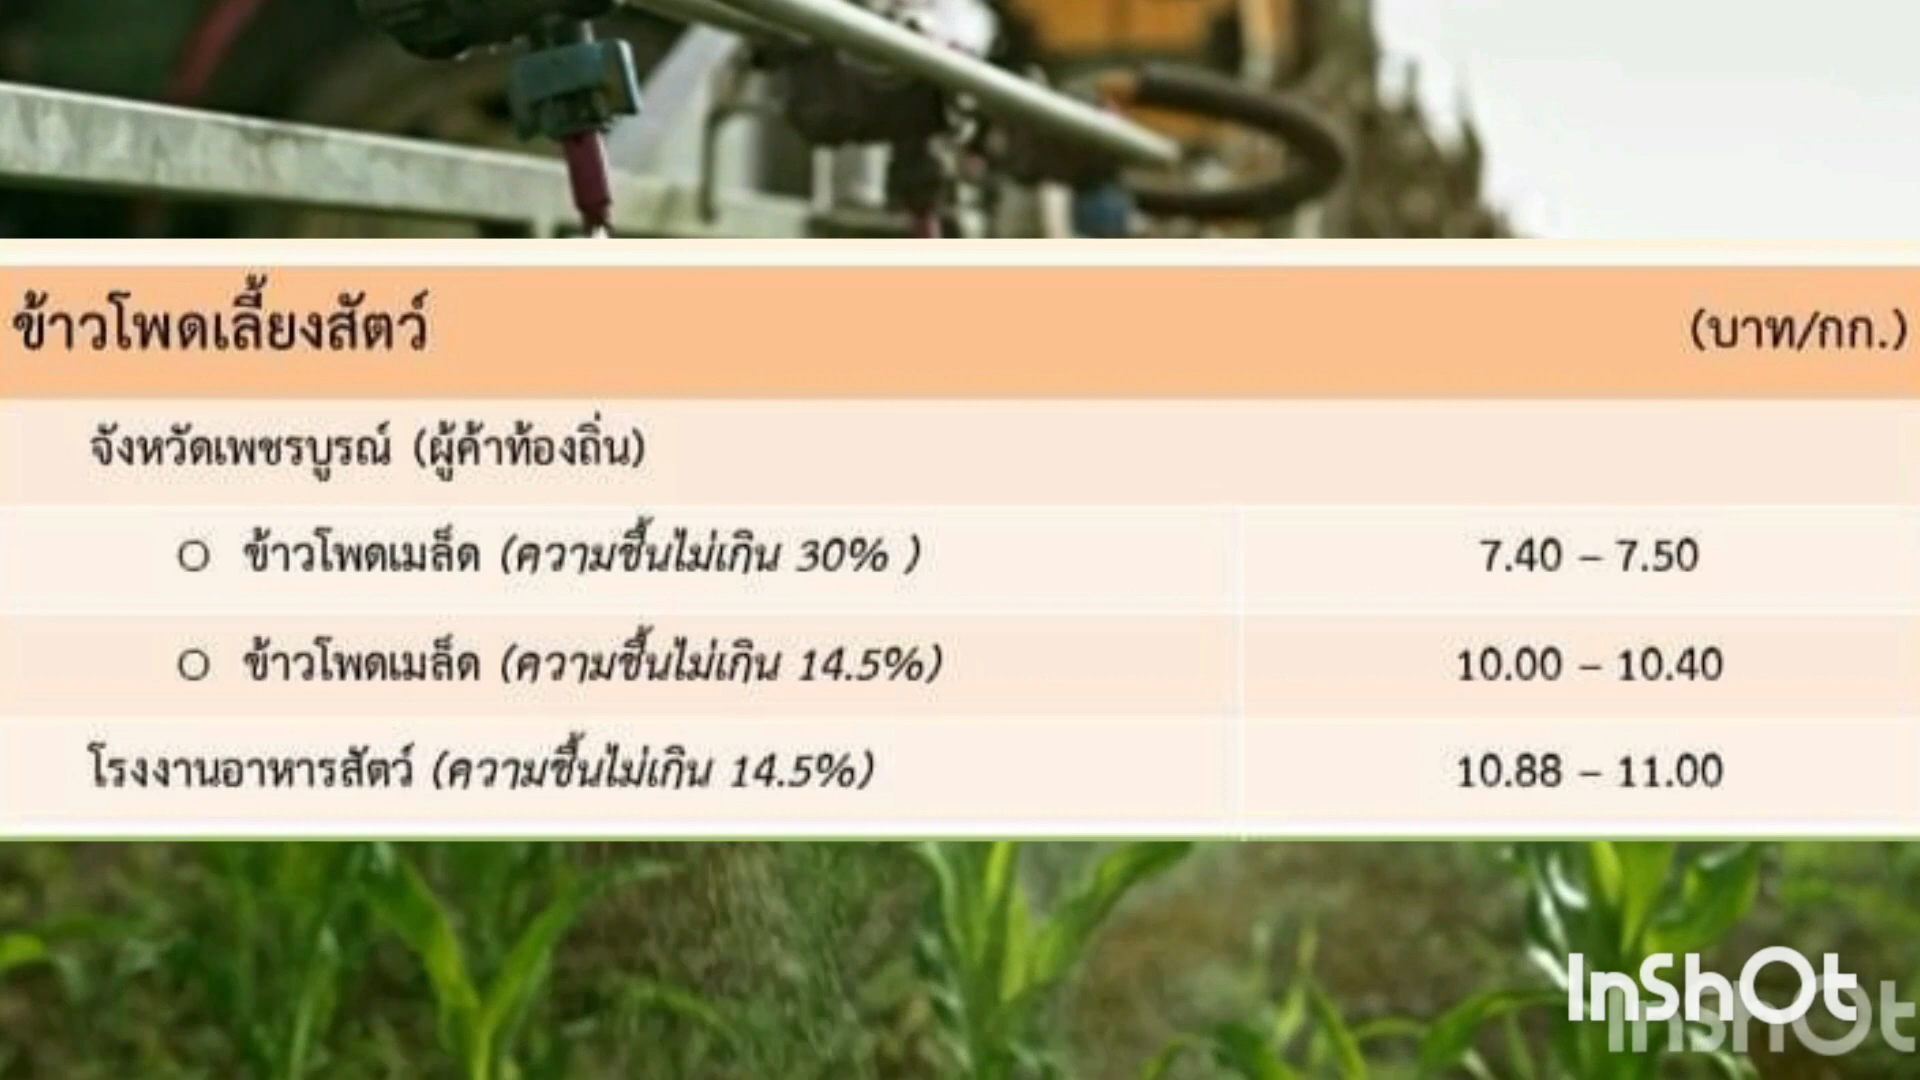 ข้าวโพดเลี้ยงสัตว์ (บาท/กก.)
จังหวัดเพชรบูรณ์ (ผู้ค้าท้องถิ่น)
○ ข้าวโพดเมล็ด (ความชื้นไม่เกิน 30% ) 7.40 – 7.50
○ ข้าวโพดเมล็ด (ความชื้นไม่เกิน 14.5%) 10.00 – 10.40
โรงงานอาหารสัตว์ (ความชื้นไม่เกิน 14.5%) 10.88 – 11.00
InShOt
InShOt